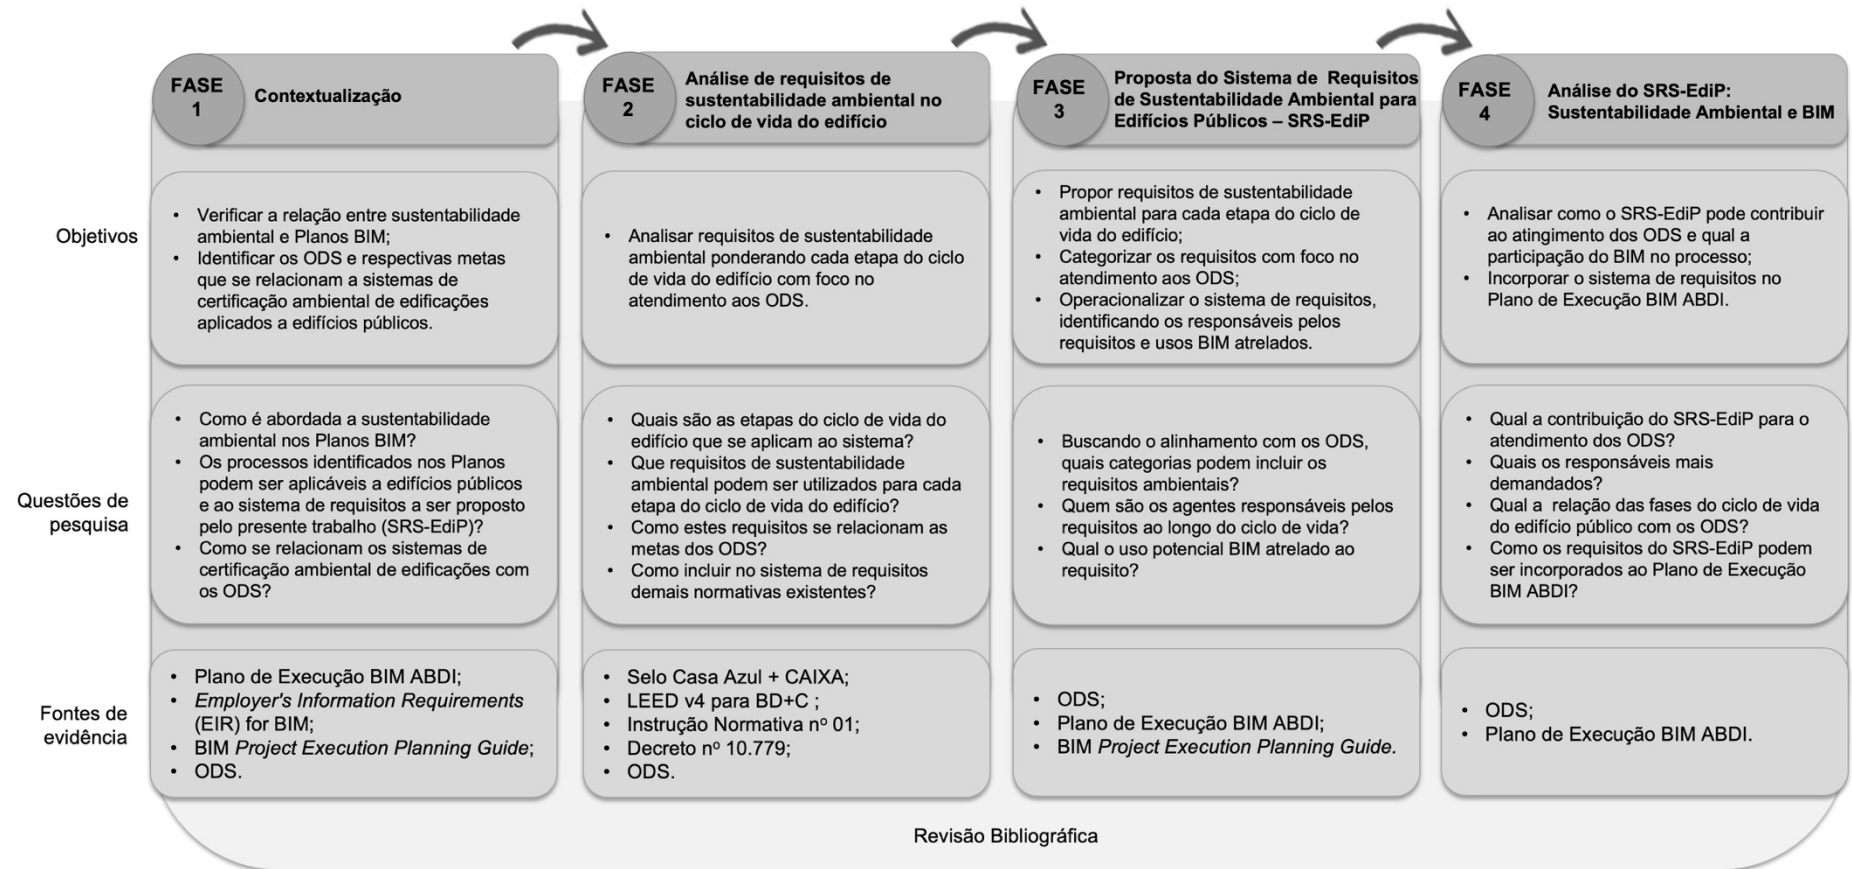 FASE
1
Contextualização
FASE
2
Análise de requisitos de
sustentabilidade ambiental no
ciclo de vida do edifício
FASE
3
Proposta do Sistema de Requisitos
de Sustentabilidade Ambiental para
Edifícios Públicos – SRS-EdiP
FASE
4
Análise do SRS-EdiP:
Sustentabilidade Ambiental e BIM
Objetivos
• Verificar a relação entre sustentabilidade
ambiental e Planos BIM;
• Identificar os ODS e respectivas metas
que se relacionam a sistemas de
certificação ambiental de edificações
aplicados a edifícios públicos.
• Analisar requisitos de sustentabilidade
ambiental ponderando cada etapa do ciclo
de vida do edifício com foco no
atendimento aos ODS.
• Propor requisitos de sustentabilidade
ambiental para cada etapa do ciclo de
vida do edifício;
• Categorizar os requisitos com foco no
atendimento aos ODS;
• Operacionalizar o sistema de requisitos,
identificando os responsáveis pelos
requisitos e usos BIM atrelados.
• Analisar como o SRS-EdiP pode contribuir
ao atingimento dos ODS e qual a
participação do BIM no processo;
• Incorporar o sistema de requisitos no
Plano de Execução BIM ABDI.
Questões de
pesquisa
• Como é abordada a sustentabilidade
ambiental nos Planos BIM?
• Os processos identificados nos Planos
podem ser aplicáveis a edifícios públicos
e ao sistema de requisitos a ser proposto
pelo presente trabalho (SRS-EdiP)?
• Como se relacionam os sistemas de
certificação ambiental de edificações com
os ODS?
• Quais são as etapas do ciclo de vida do
edifício que se aplicam ao sistema?
• Que requisitos de sustentabilidade
ambiental podem ser utilizados para cada
etapa do ciclo de vida do edifício?
• Como estes requisitos se relacionam as
metas dos ODS?
• Como incluir no sistema de requisitos
demais normativas existentes?
• Buscando o alinhamento com os ODS,
quais categorias podem incluir os
requisitos ambientais?
• Quem são os agentes responsáveis pelos
requisitos ao longo do ciclo de vida?
• Qual o uso potencial BIM atrelado ao
requisito?
• Qual a contribuição do SRS-EdiP para o
atendimento dos ODS?
• Quais os responsáveis mais
demandados?
• Qual a relação das fases do ciclo de vida
do edifício público com os ODS?
• Como os requisitos do SRS-EdiP podem
ser incorporados ao Plano de Execução
BIM ABDI?
Fontes de
evidência
• Plano de Execução BIM ABDI;
• Employer's Information Requirements
(EIR) for BIM;
• BIM Project Execution Planning Guide;
• ODS.
• Selo Casa Azul + CAIXA;
• LEED v4 para BD+C ;
• Instrução Normativa nº 01;
• Decreto nº 10.779;
• ODS.
• ODS;
• Plano de Execução BIM ABDI;
• BIM Project Execution Planning Guide.
• ODS;
• Plano de Execução BIM ABDI.
Revisão Bibliográfica